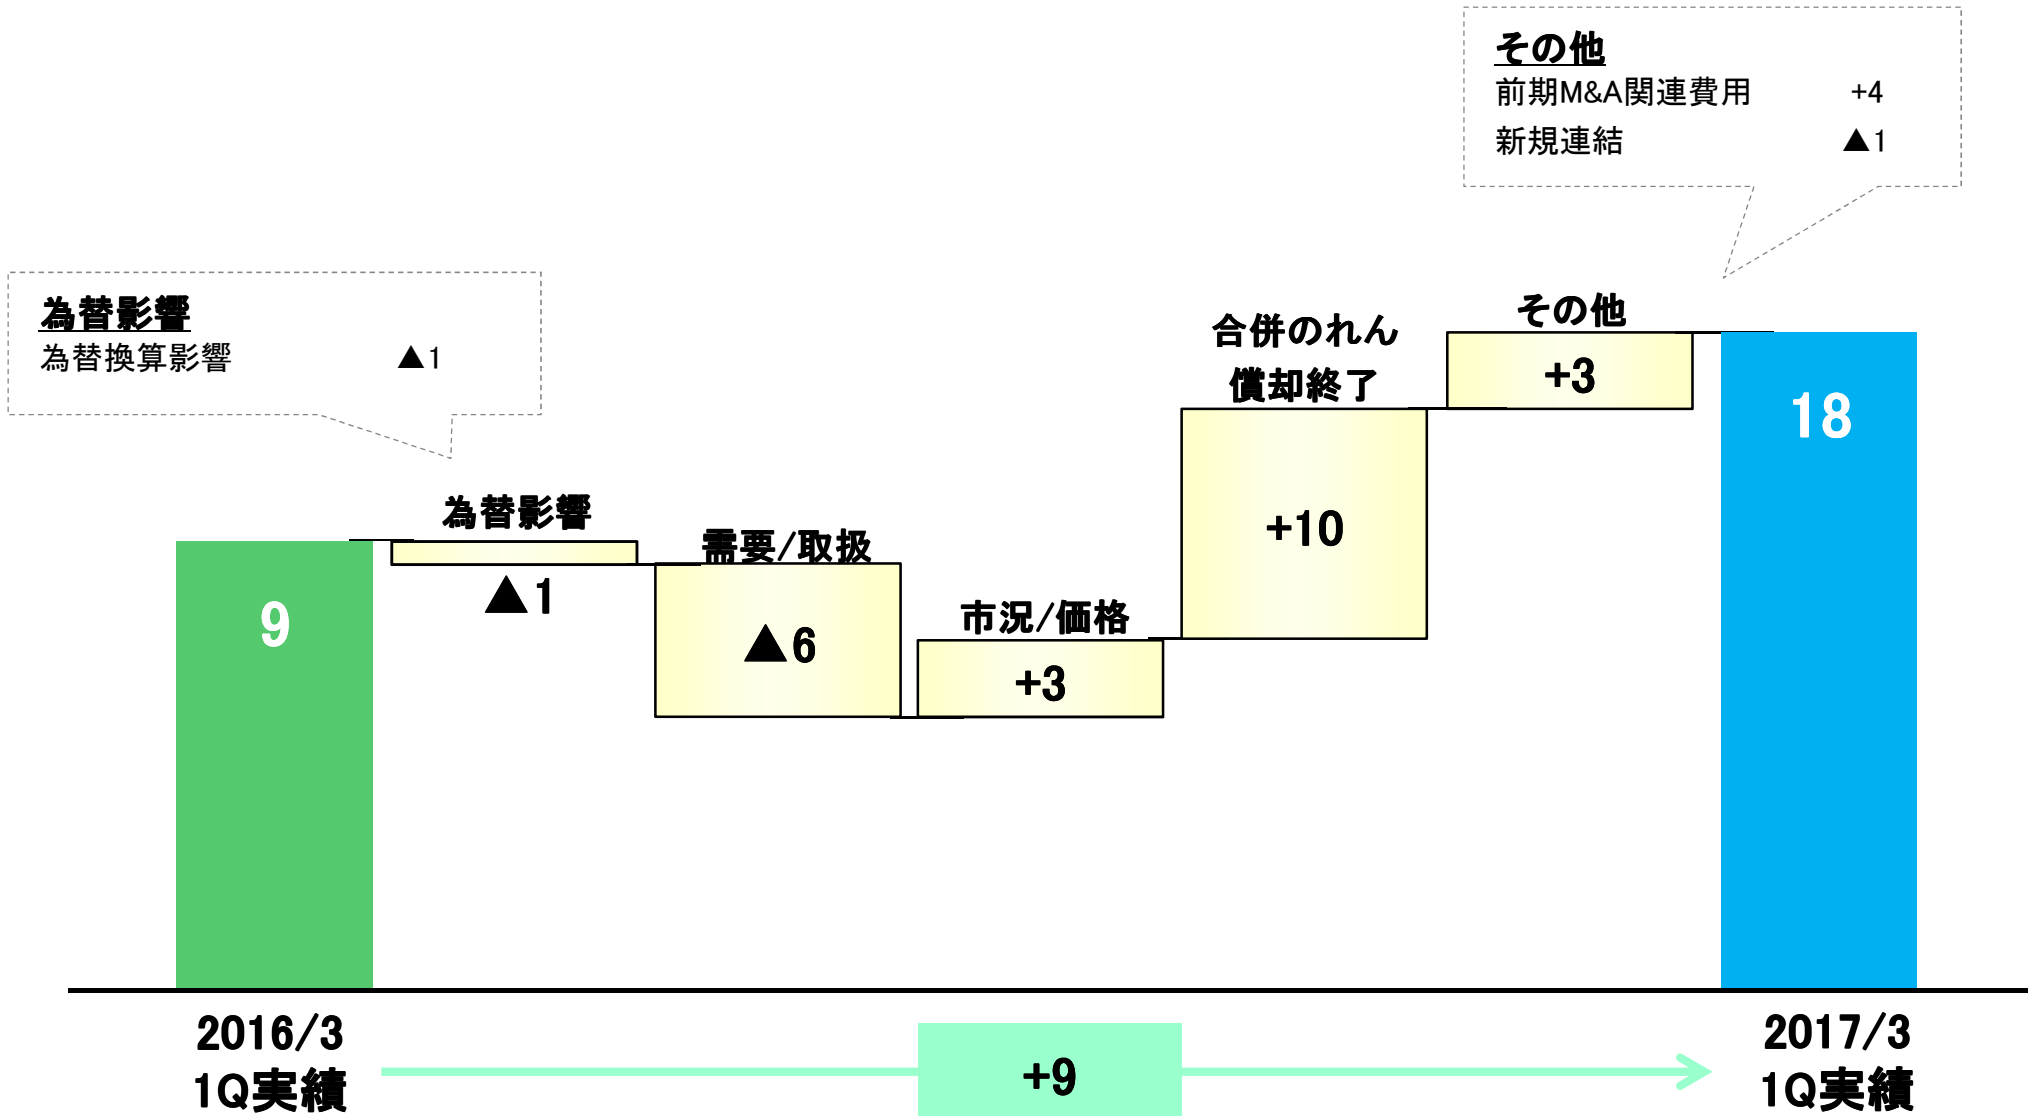 その他
前期M&A関連費用 +4
新規連結 ▲1
為替影響
為替換算影響 ▲1
為替影響
▲1
需要/取扱
▲6
市況/価格
+3
合併のれん
償却終了
+10
その他
+3
9
18
2016/3
1Q実績
+9
2017/3
1Q実績